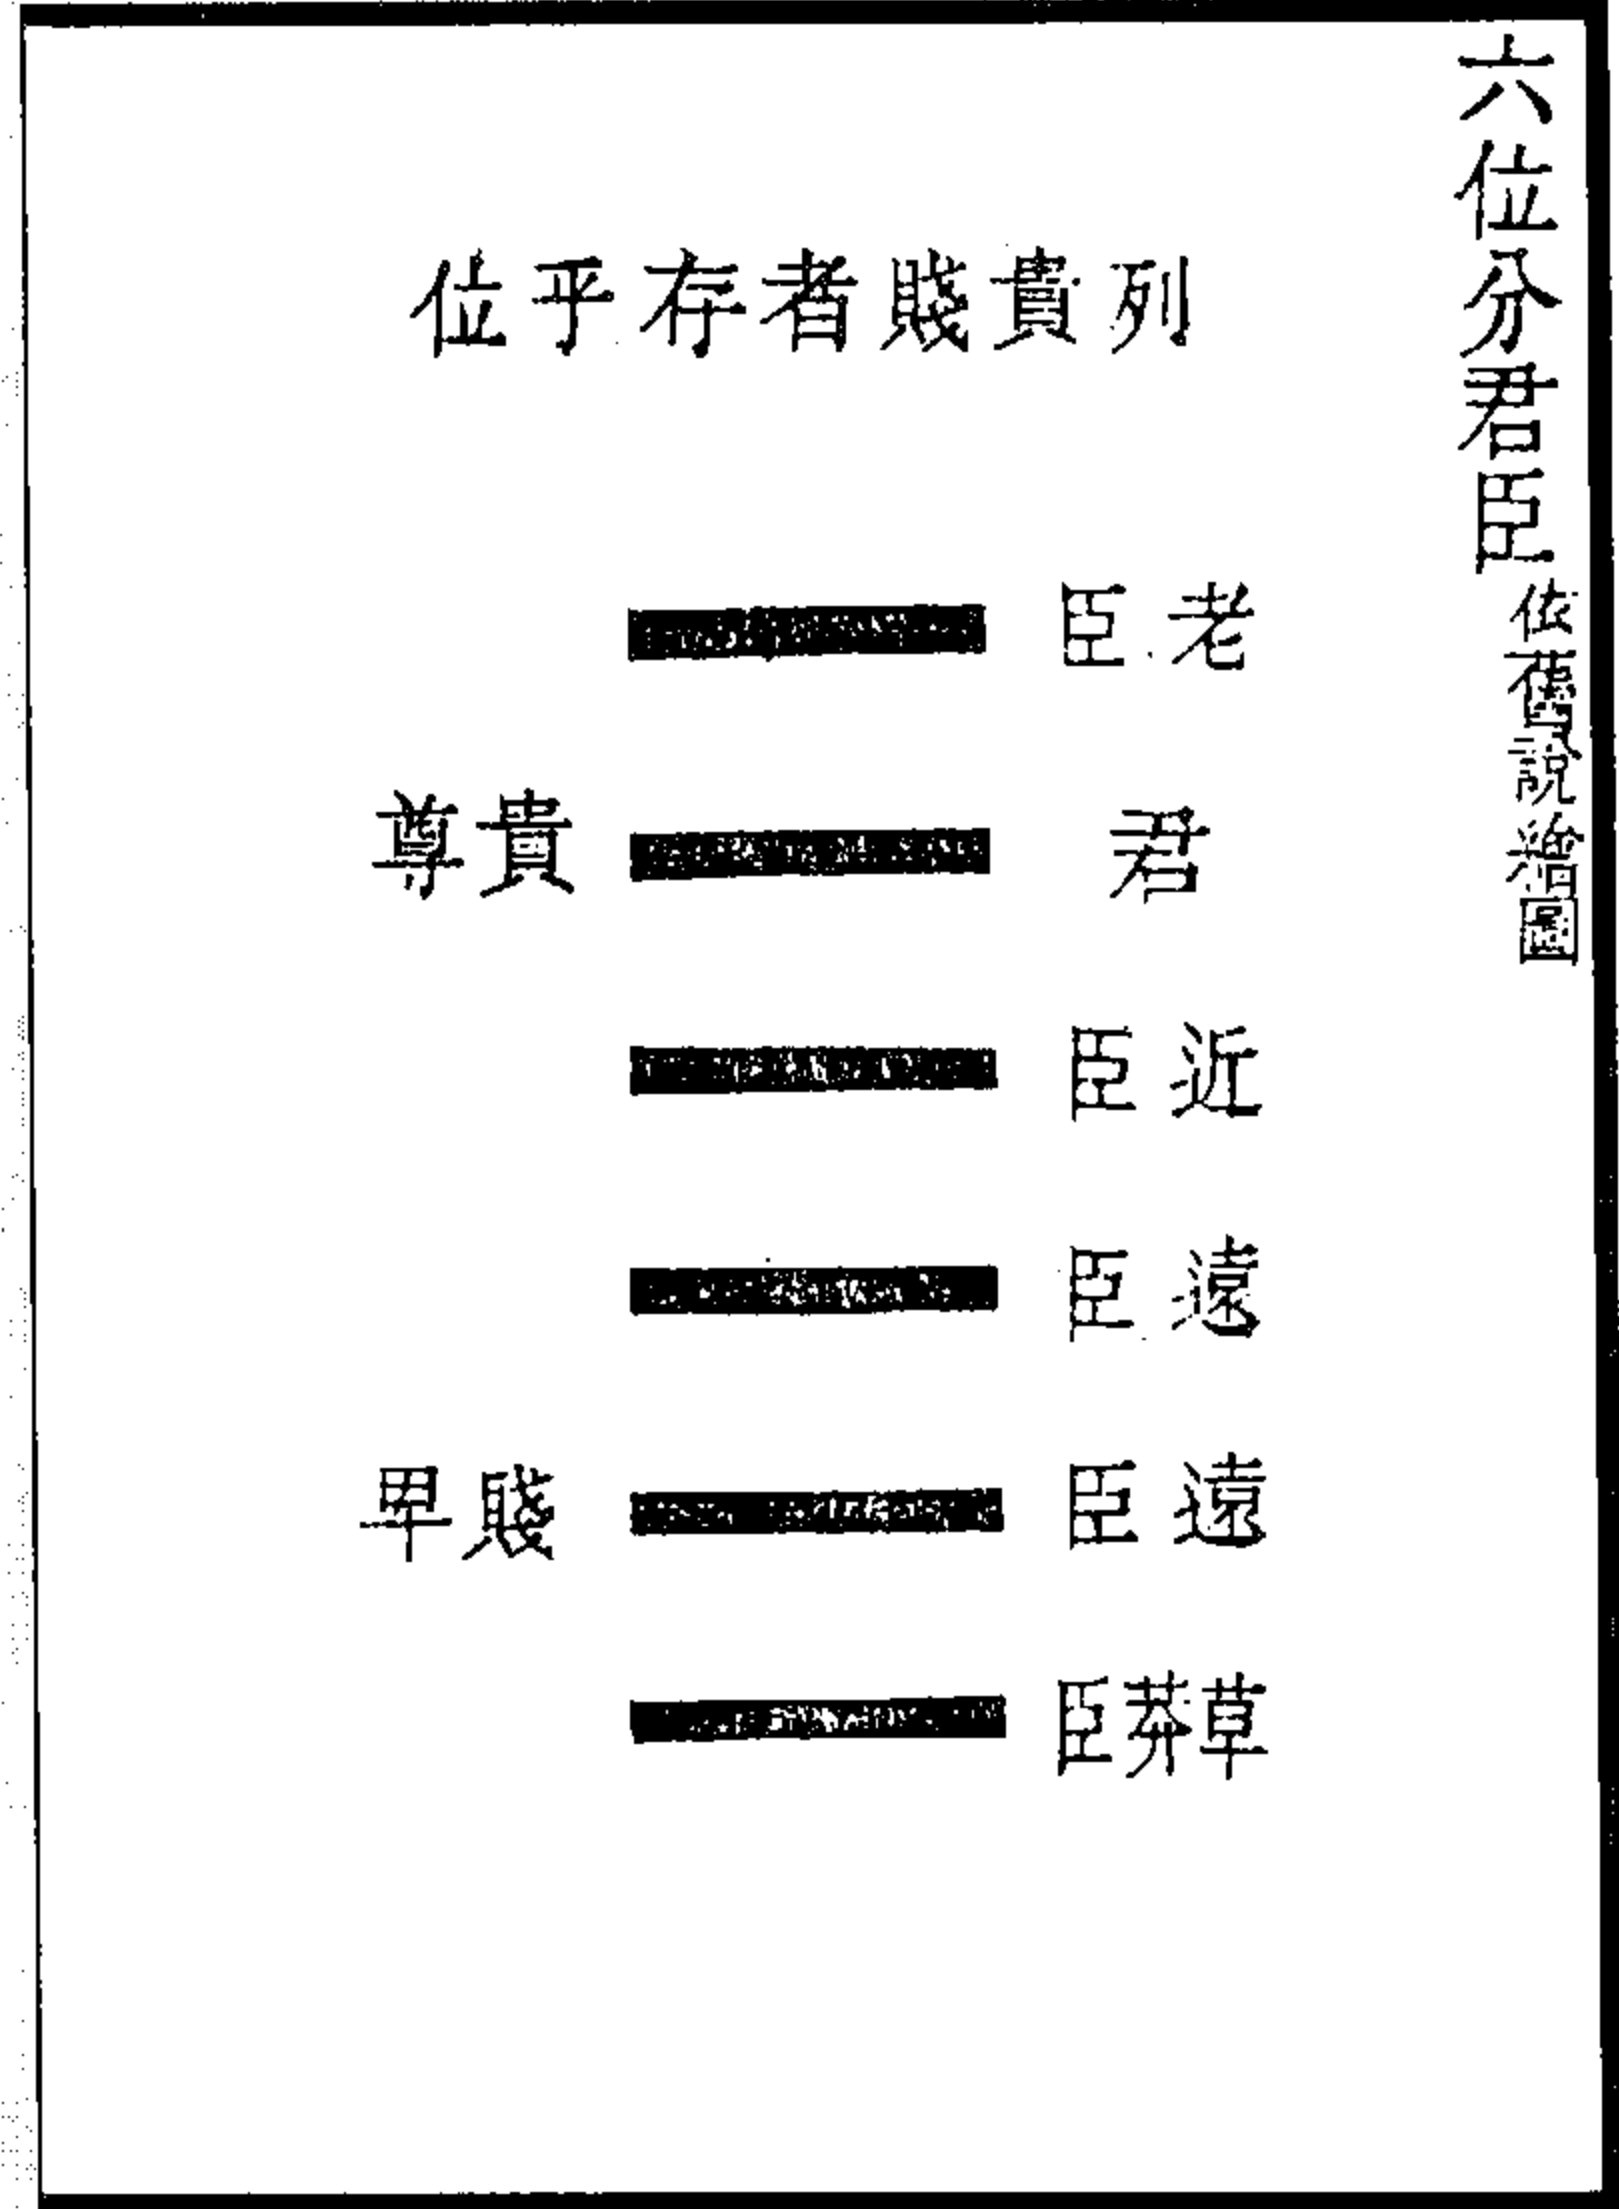 六位分君臣
依舊說增圖
列貴賤者存乎位
老臣
君
貴尊
近臣
遠臣
遠臣
賤卑
草莽臣